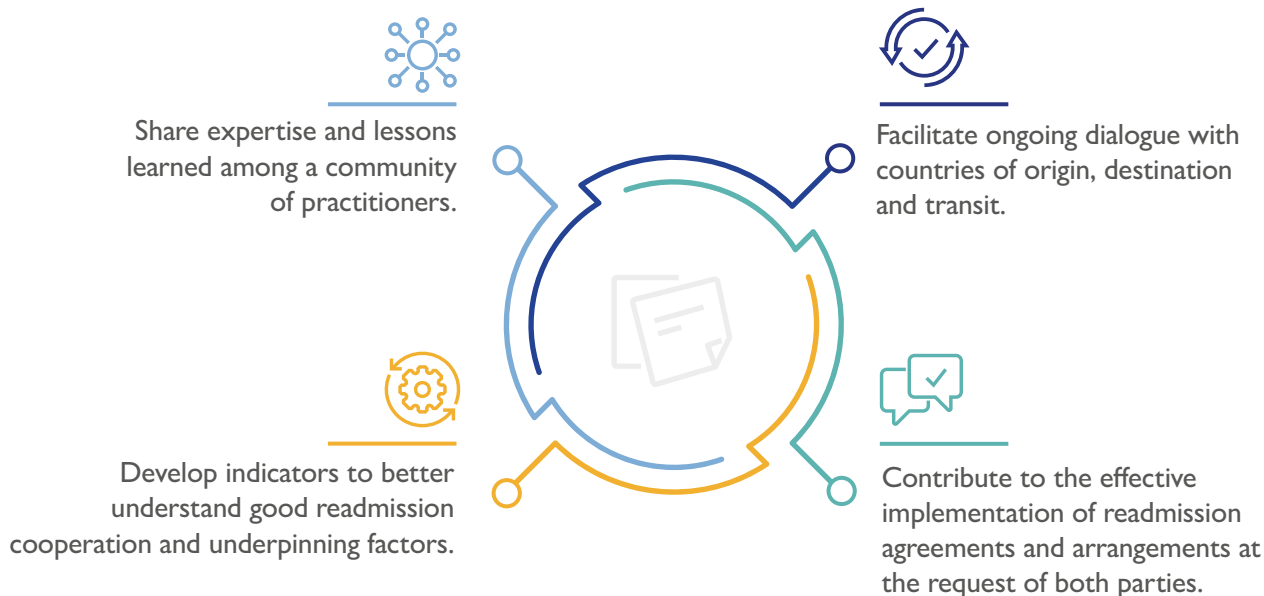 Share expertise and lessons
learned among a community
of practitioners.
Facilitate ongoing dialogue with
countries of origin, destination
and transit.
Develop indicators to better
understand good readmission
cooperation and underpinning factors.
Contribute to the effective
implementation of readmission
agreements and arrangements at
the request of both parties.